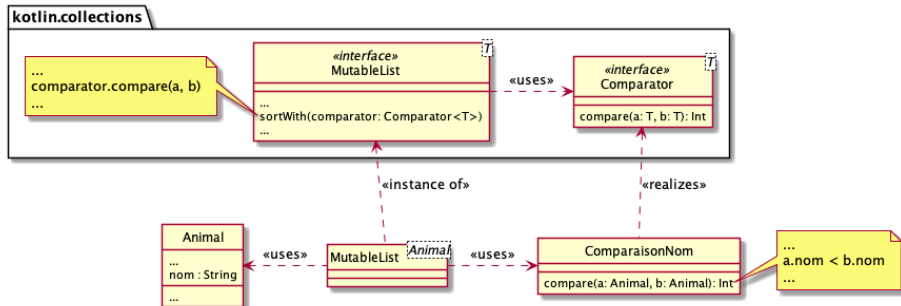 kotlin.collections
...
comparator.compare(a, b)
...
«interface»
MutableList
T
...
sortWith(comparator: Comparator<T>)
...
«uses»
«interface»
Comparator
T
compare(a: T, b: T): Int
«instance of»
«realizes»
Animal
...
nom : String
...
«uses»
MutableList
Animal
«uses»
ComparaisonNom
compare(a: Animal, b: Animal): Int
...
a.nom < b.nom
...